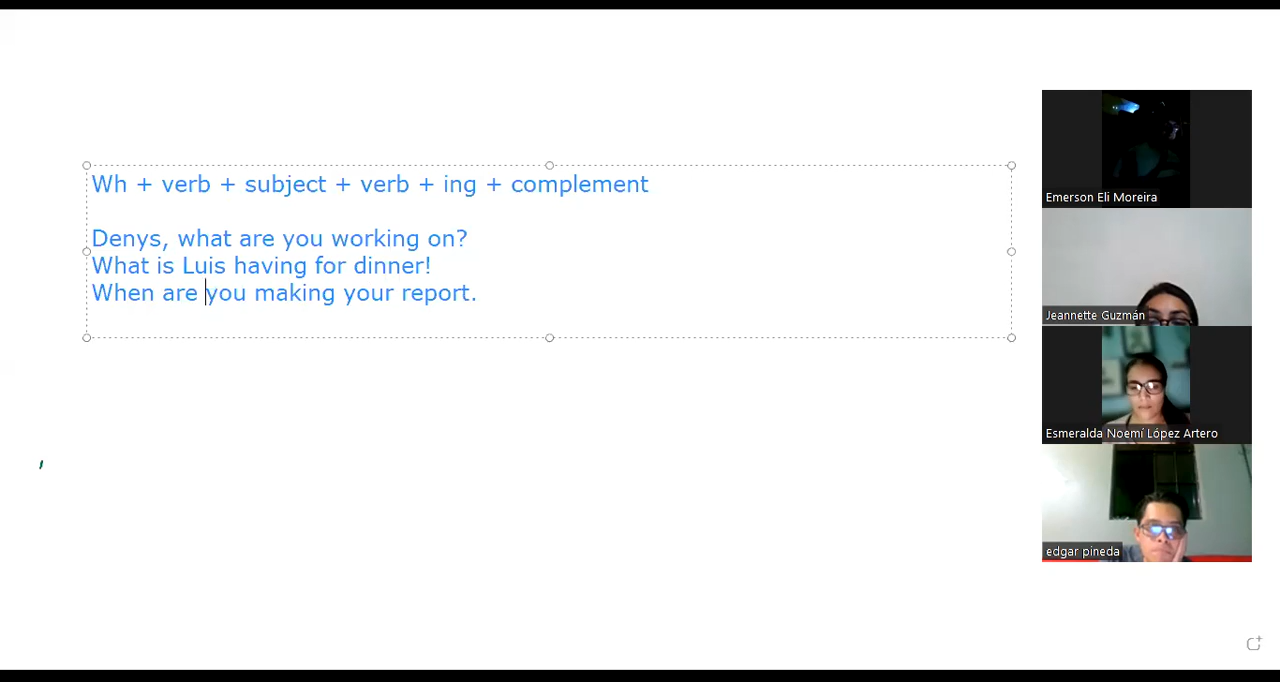 Wh + verb + subject + verb + ing + complement
Denys, what are you working on?
What is Luis having for dinner!
When are you making your report.
Emerson Eli Moreira
Jeannette Guzmán
Esmeralda Noemí López Artero
edgar pineda